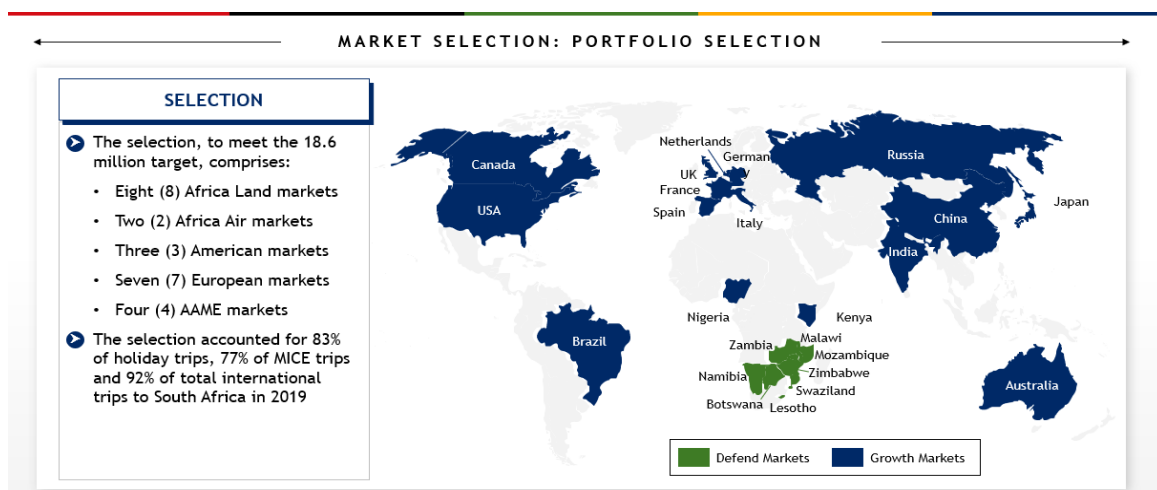 MARKET SELECTION: PORTFOLIO SELECTION
SELECTION
The selection, to meet the 18.6
million target, comprises:
• Eight (8) Africa Land markets
• Two (2) Africa Air markets
• Three (3) American markets
• Seven (7) European markets
• Four (4) AAME markets
The selection accounted for 83%
of holiday trips, 77% of MICE trips
and 92% of total international
trips to South Africa in 2019
Canada
USA
Brazil
Netherlands
German
y
UK
France
Spain
Italy
Russia
China
Japan
India
Nigeria
Kenya
Zambia
Malawi
Mozambique
Namibia
Zimbabwe
Swaziland
Botswana
Lesotho
Australia
Defend Markets
Growth Markets